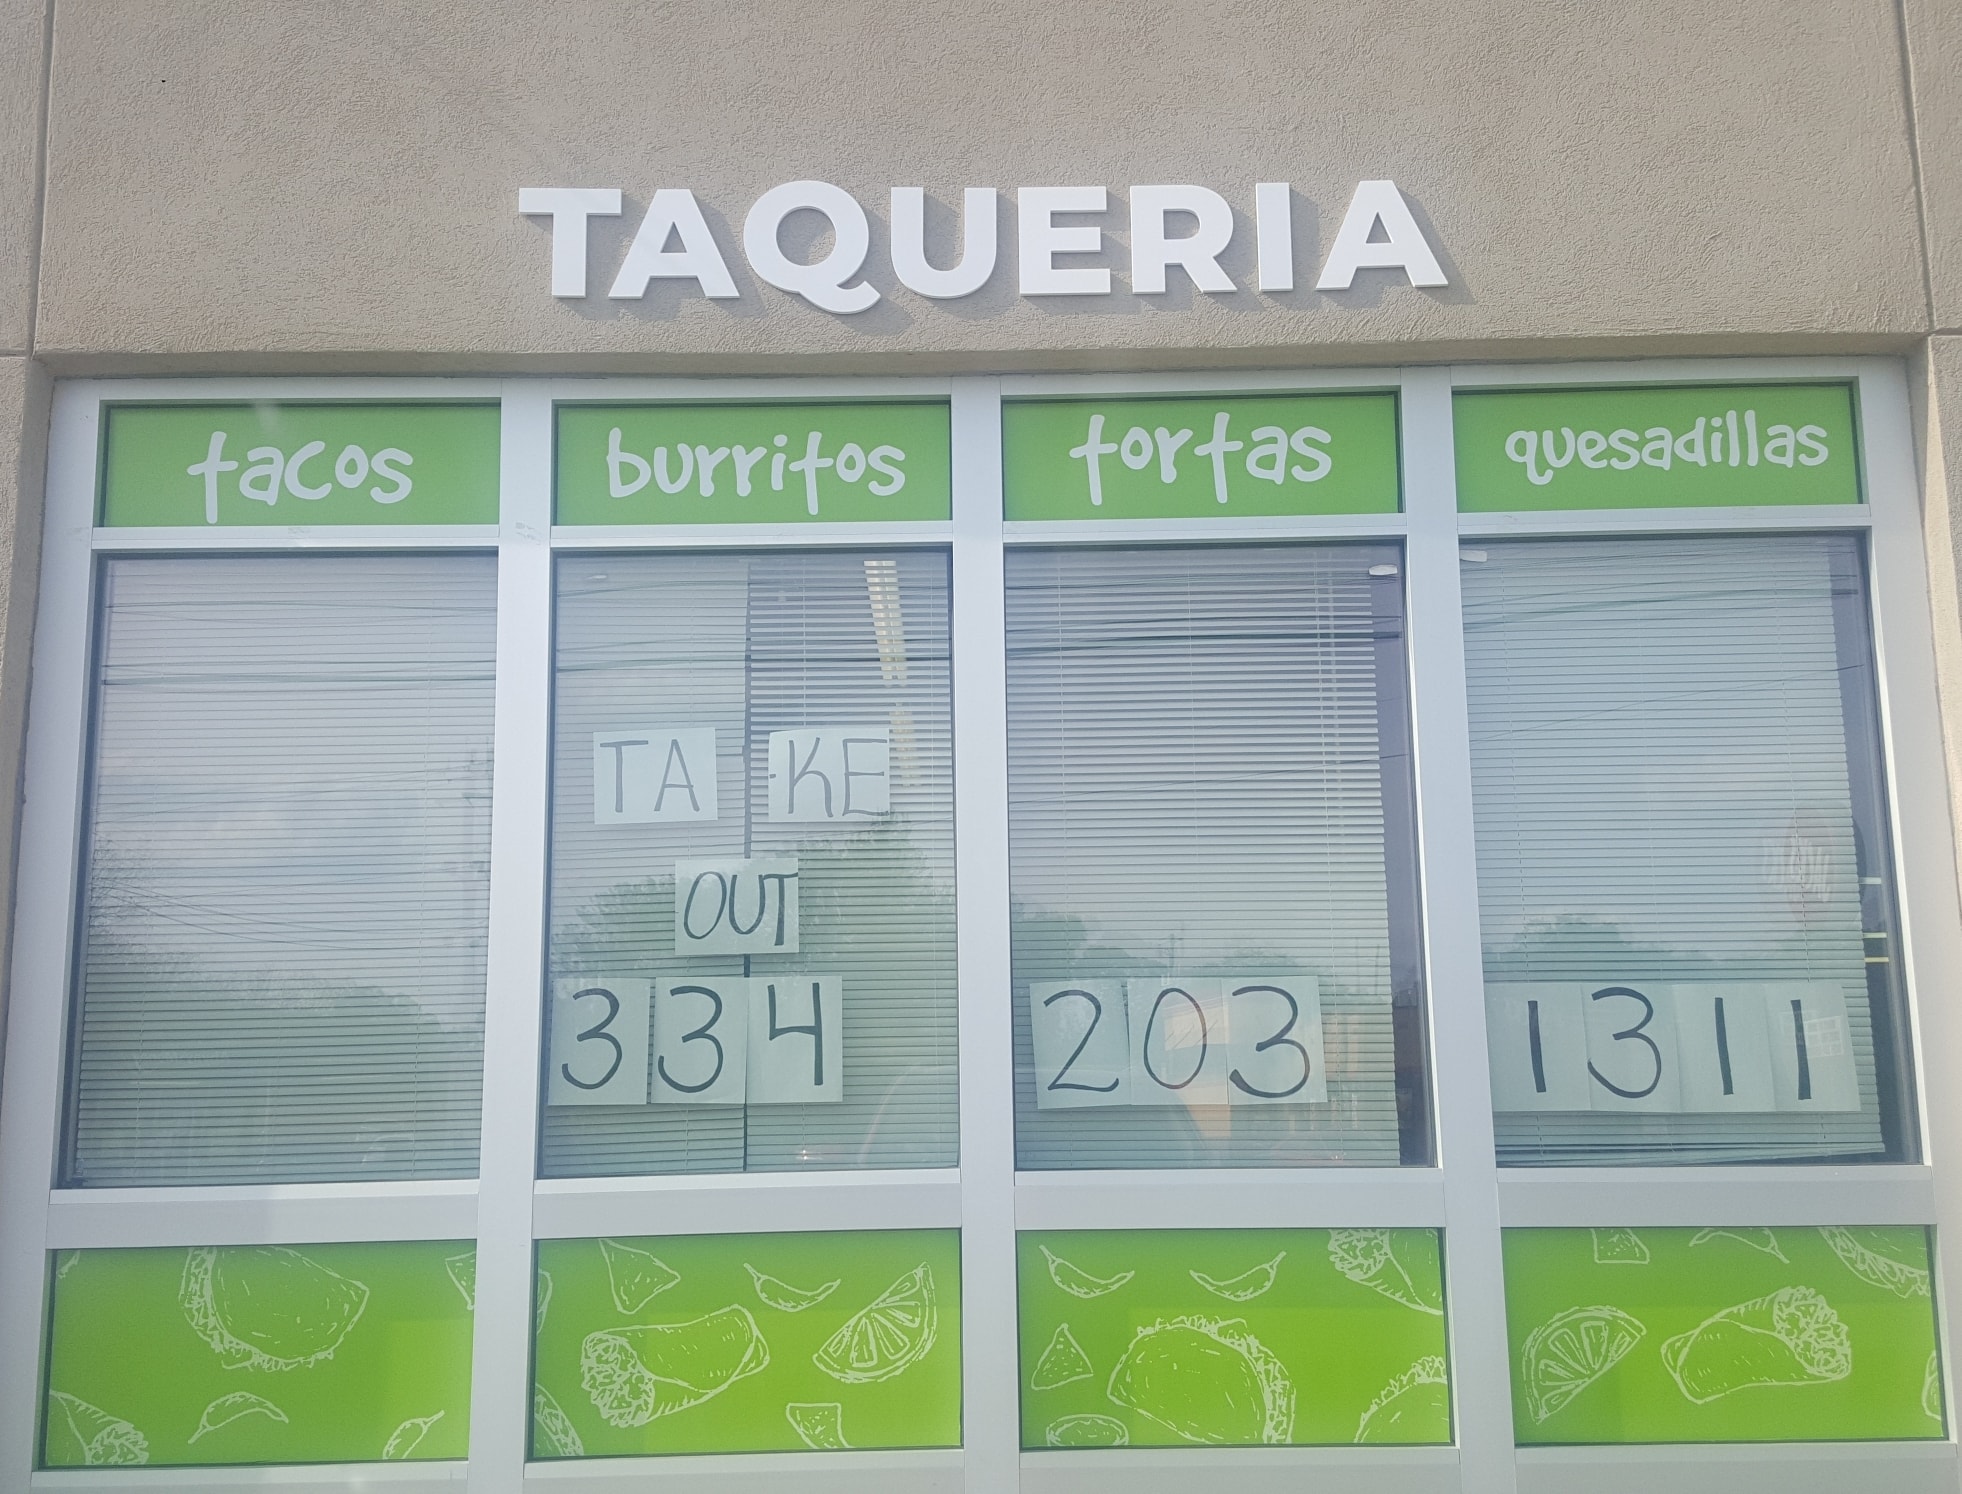 TAQUERIA
tacos burritos tortas quesadillas
TA KE
OUT
334 203 1311